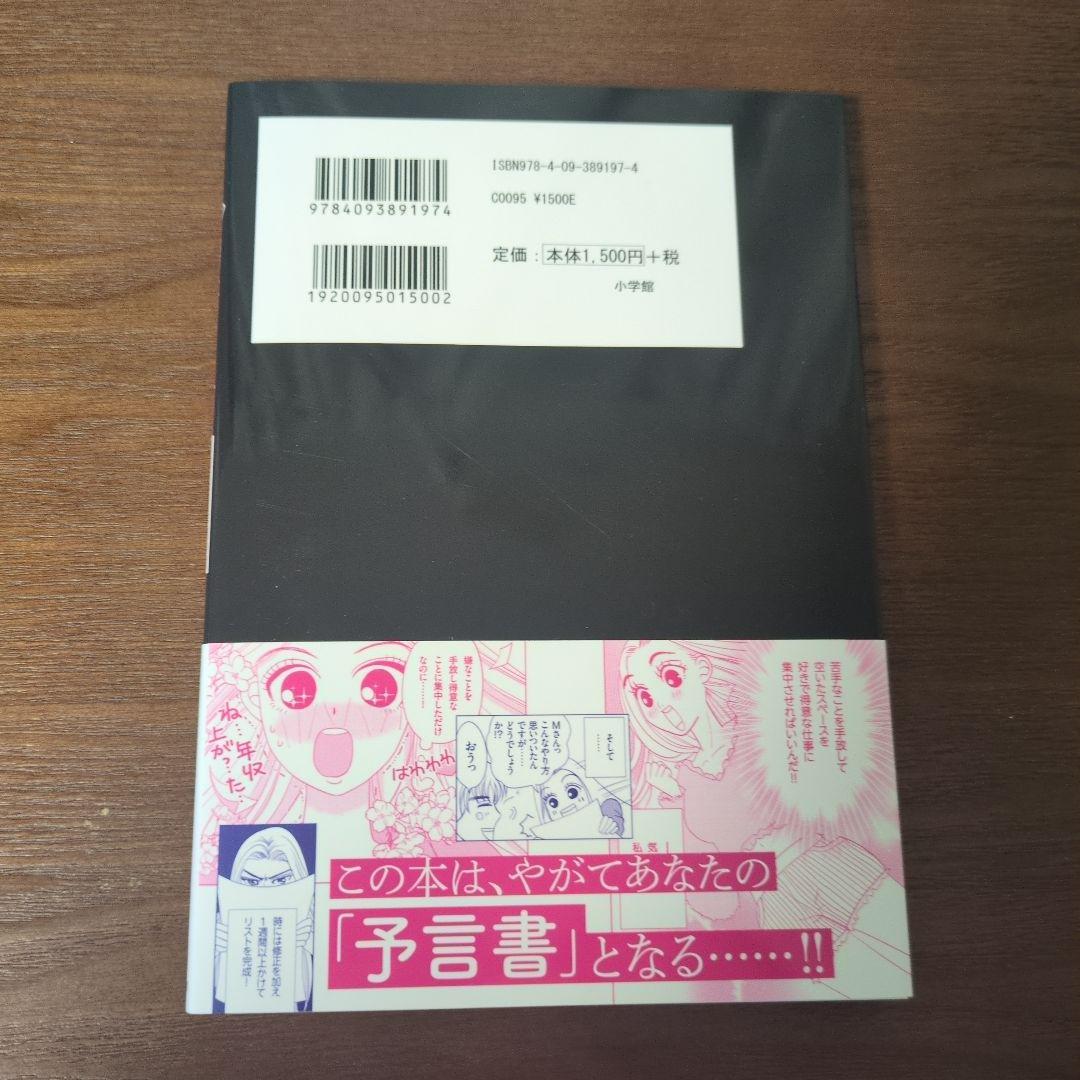 ISBN978-4-09-389197-4
9784093891974
C0095 ¥1500E
定価：本体1,500円＋税
1920095015002
小学館
苦手なことを手放して
空いたスペースを
好きで得意な仕事に
集中させればいいんだ!!
嫌なことを
手放し得意な
ことに集中しただけ
なのに………
はわわわ
ね…年収
上がっ…た…
そして
……
Mさんっ
こんなやり方
思いついたん
ですが……
どうでしょう
か!?
おうっ
時には修正を加え
1週間以上かけて
リストを完成！
この本は、やがてあなたの
「予言書」となる……!!